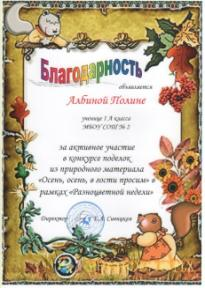 Благодарность
объявляется
Албиной Полине
ученице 1 А класса
МБОУ СОШ № 2
за активное участие
в конкурсе поделок
из природного материала
«Осень, осень, в гости просим» в
рамках «Разноцветной недели»
Директор Е.А.